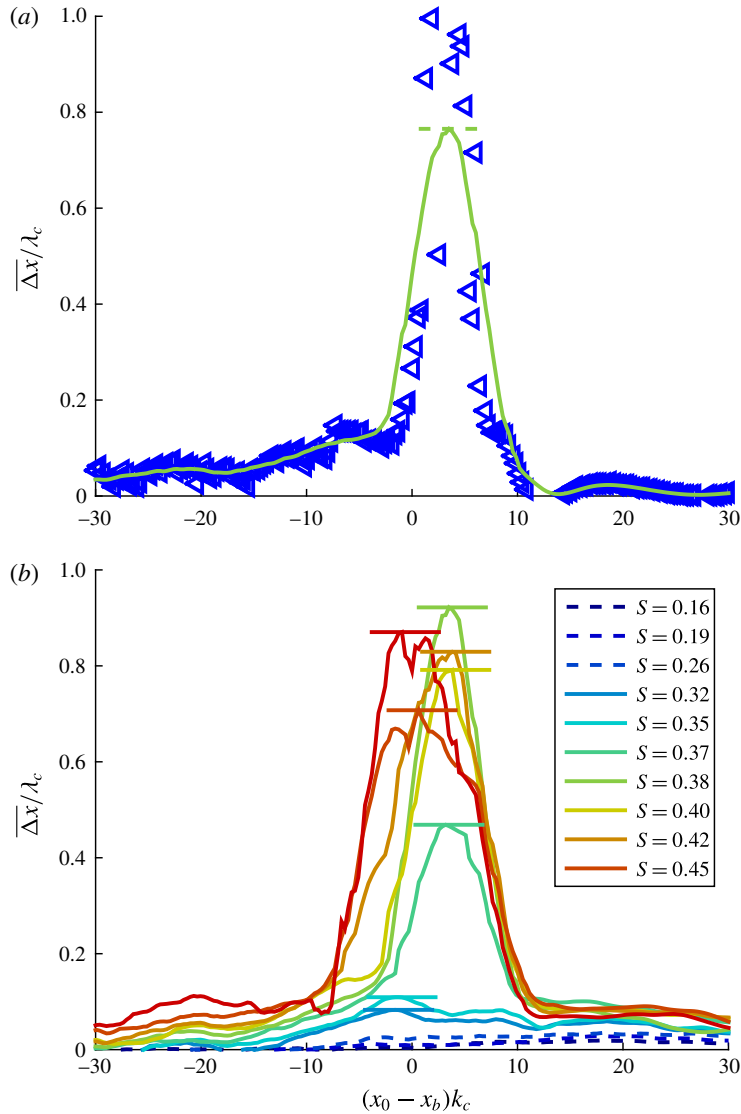 (a)
1.0
0.8
0.6
0.4
0.2
0
Δx/λc
−30
−20
−10
0
10
20
30
(b)
1.0
0.8
0.6
0.4
0.2
0
Δx/λc
S = 0.16
S = 0.19
S = 0.26
S = 0.32
S = 0.35
S = 0.37
S = 0.38
S = 0.40
S = 0.42
S = 0.45
−30
−20
−10
0
10
20
30
(x0 − xb)kc